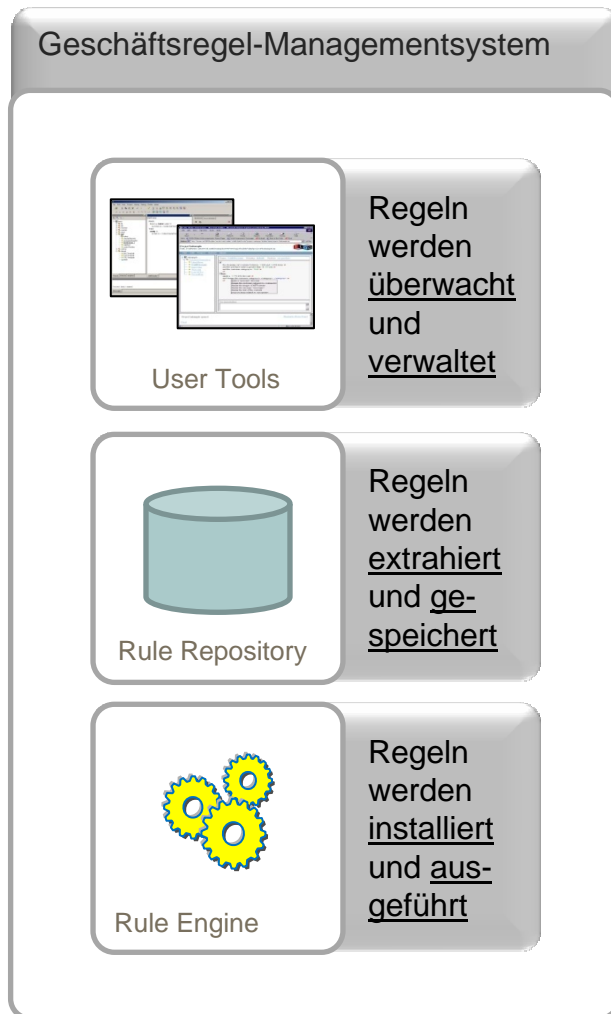 Geschäftsregel-Managementsystem
User Tools
Regeln
werden
überwacht
und
verwaltet
Rule Repository
Regeln
werden
extrahiert
und ge-
speichert
Rule Engine
Regeln
werden
installiert
und aus-
geführt